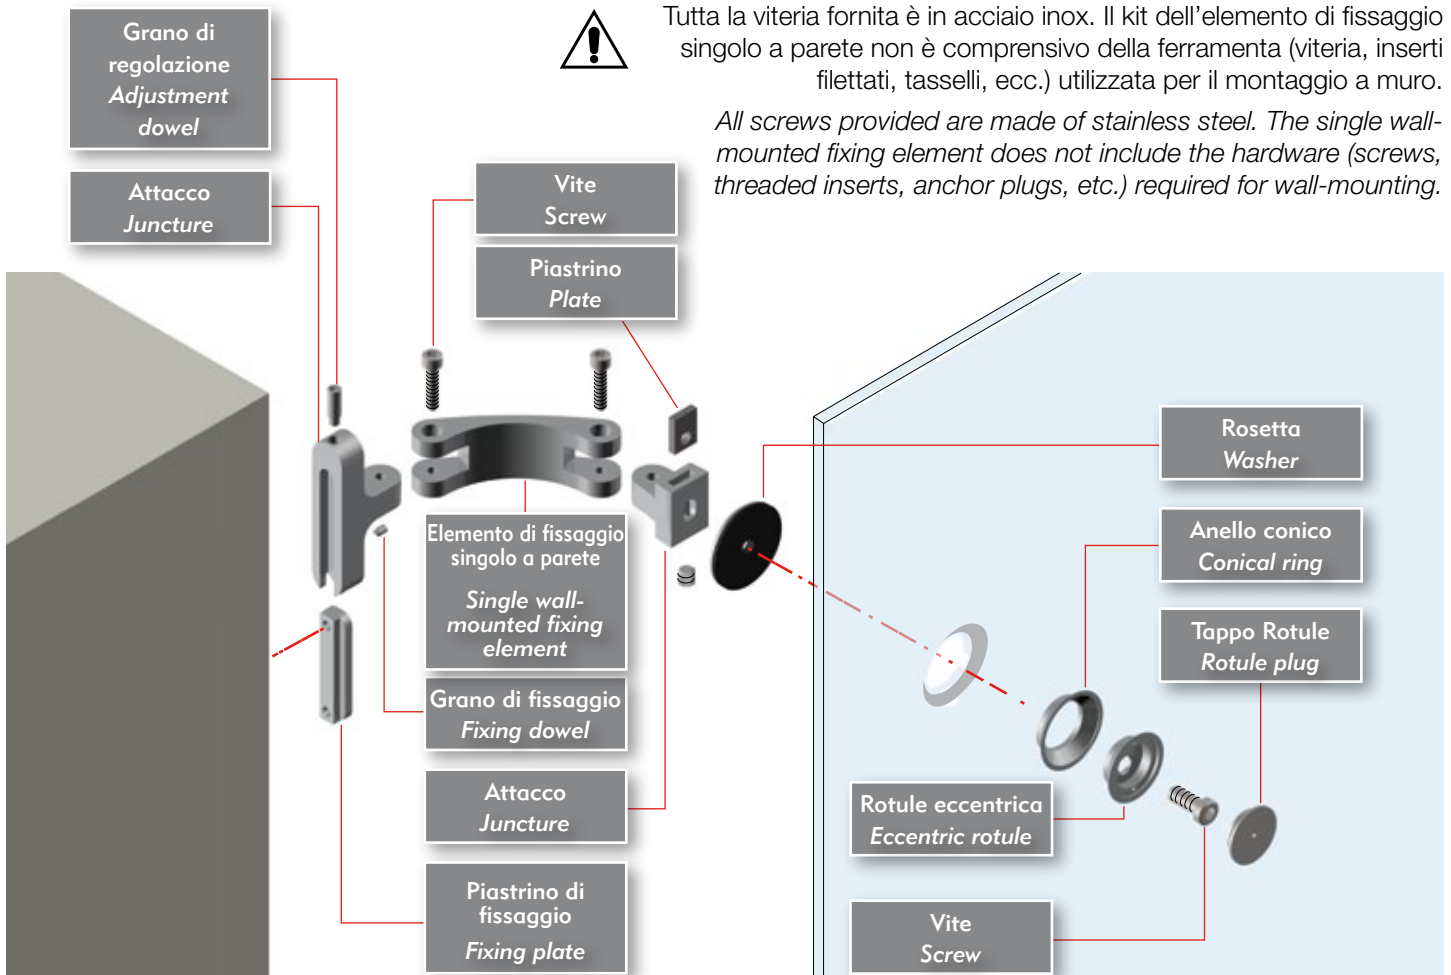 Tutta la viteria fornita è in acciaio inox. Il kit dell'elemento di fissaggio
singolo a parete non è comprensivo della ferramenta (viteria, inserti
filettati, tasselli, ecc.) utilizzata per il montaggio a muro.
All screws provided are made of stainless steel. The single wall-
mounted fixing element does not include the hardware (screws,
threaded inserts, anchor plugs, etc.) required for wall-mounting.
Grano di
regolazione
Adjustment
dowel
Attacco
Juncture
Vite
Screw
Piastrino
Plate
Rosetta
Washer
Anello conico
Conical ring
Tappo Rotule
Rotule plug
Elemento di fissaggio
singolo a parete
Single wall-
mounted fixing
element
Grano di fissaggio
Fixing dowel
Attacco
Juncture
Piastrino di
fissaggio
Fixing plate
Rotule eccentrica
Eccentric rotule
Vite
Screw